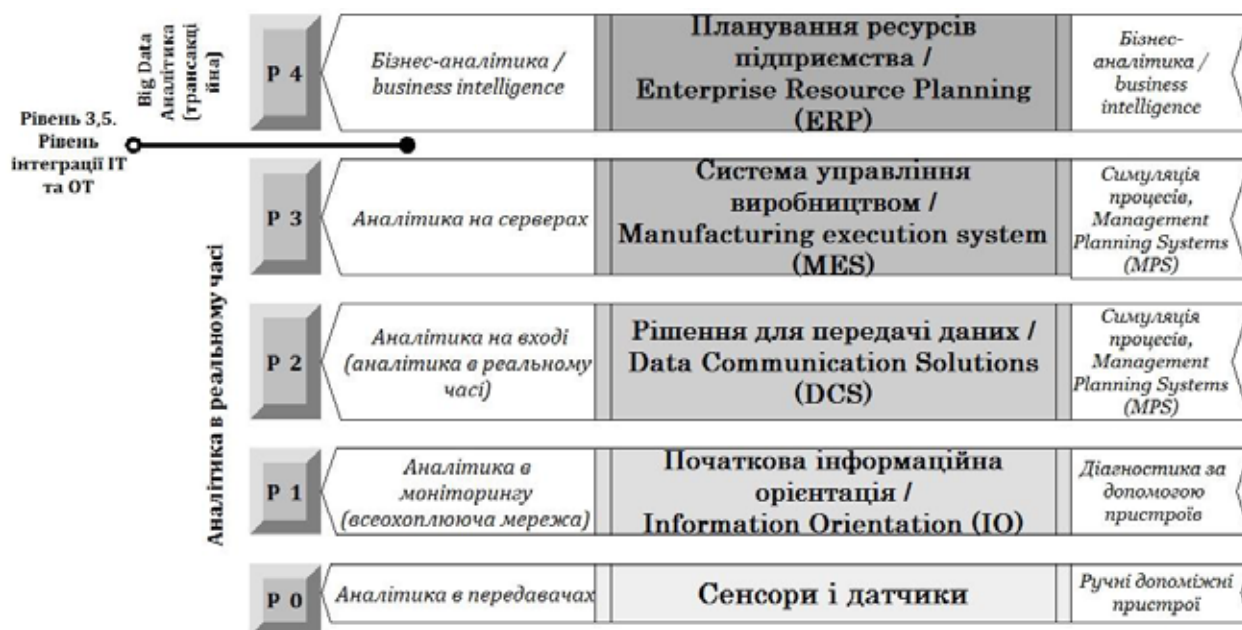 Big Data
Аналітика
(трансакці
йна)
Р 4
Бізнес-аналітика /
business intelligence
Планування ресурсів
підприємства /
Enterprise Resource Planning
(ERP)
Бізнес-
аналітика /
business
intelligence
Рівень 3,5.
Рівень
інтеграції ІТ
та ОТ
Аналітика в реальному часі
Р 3
Аналітика на серверах
Система управління
виробництвом /
Manufacturing execution system
(MES)
Симуляція
процесів,
Management
Planning Systems
(MPS)
Р 2
Аналітика на вході
(аналітика в реальному
часі)
Рішення для передачі даних /
Data Communication Solutions
(DCS)
Симуляція
процесів,
Management
Planning Systems
(MPS)
Р 1
Аналітика в
моніторингу
(всеохоплююча мережа)
Початкова інформаційна
орієнтація /
Information Orientation (IO)
Діагностика за
допомогою
пристроїв
Р 0
Аналітика в передавачах
Сенсори і датчики
Ручні допоміжні
пристрої